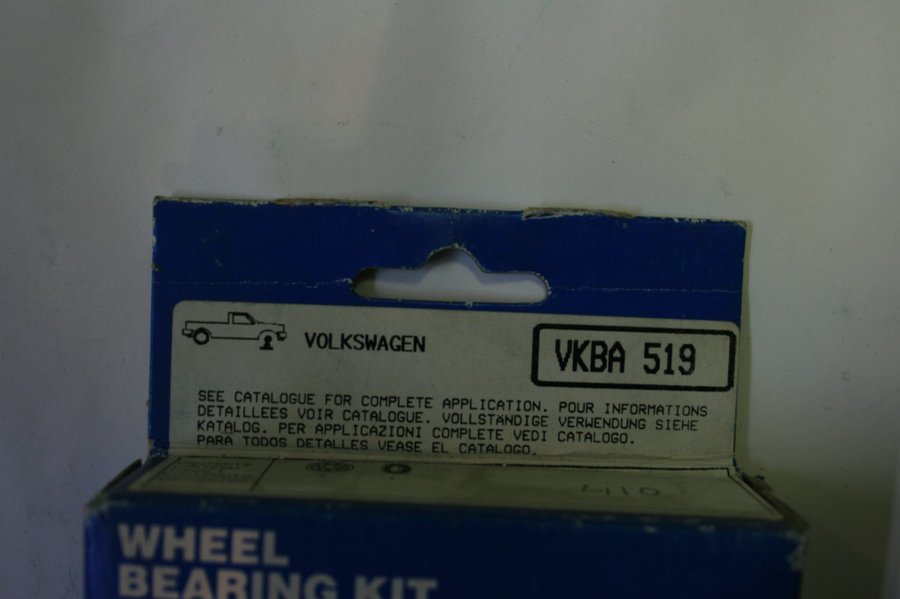 VOLKSWAGEN
VKBA 519
SEE CATALOGUE FOR COMPLETE APPLICATION. POUR INFORMATIONS
DETAILLEES VOIR CATALOGUE. VOLLSTANDIGE VERWENDUNG SIEHE
KATALOG. PER APPLICAZIONI COMPLETE VEDI CATALOGO.
PARA TODOS DETALLES VEASE EL CATALOGO.
WHEEL
BEARING KIT